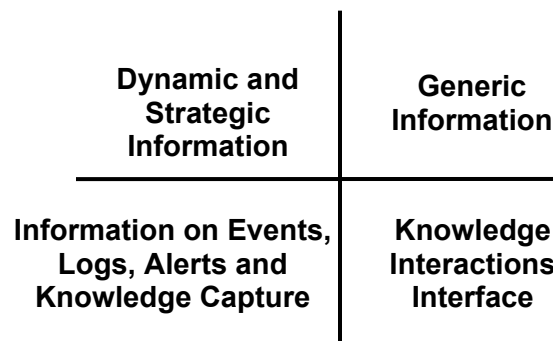 Dynamic and
Strategic
Information
Generic
Information
Information on Events,
Logs, Alerts and
Knowledge Capture
Knowledge
Interactions
Interface